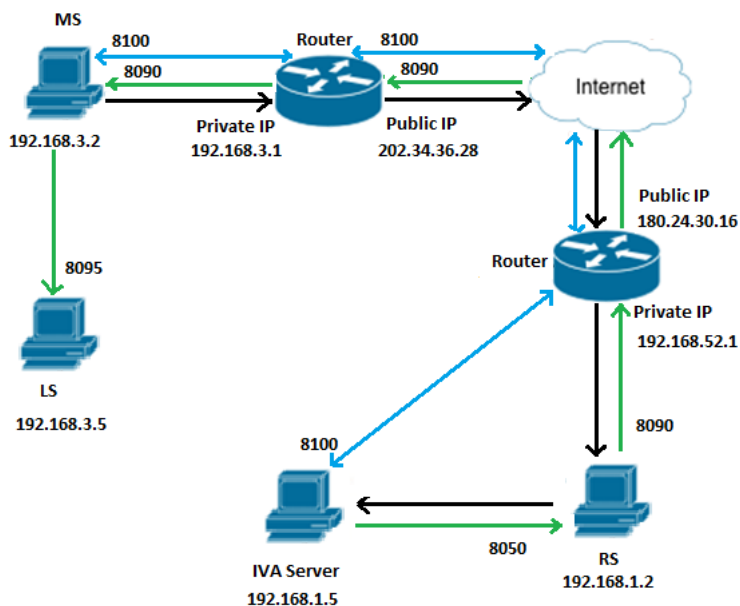 MS
8100
Router
8100
8090
8090
Internet
Private IP
192.168.3.1
Public IP
202.34.36.28
192.168.3.2
Public IP
180.24.30.16
8095
Router
Private IP
192.168.52.1
LS
192.168.3.5
8100
8090
8050
IVA Server
192.168.1.5
RS
192.168.1.2